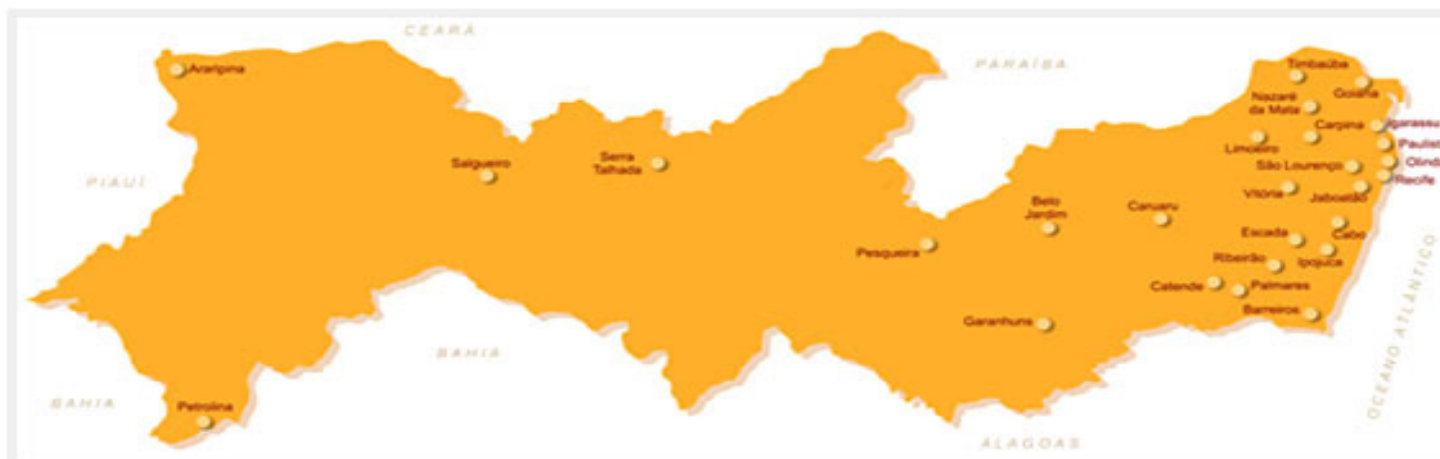 CEARÁ
PARAÍBA
Araripina
Timbaúba
Goiana
Nazaré
da Mata
Carpina
Igarassu
Limoeiro
Paulist
Olind
São Lourenço
Recife
Salgueiro
Serra
Talhada
PIAUÍ
Vitória
Jaboatão
Belo
Jardim
Caruaru
Cabo
Escada
Pesqueira
Ribeirão
Ipojuca
Catende
Palmares
Barreiros
Garanhuns
OCEANO ATLÂNTICO
BAHIA
BAHIA
Petrolina
ALAGOAS